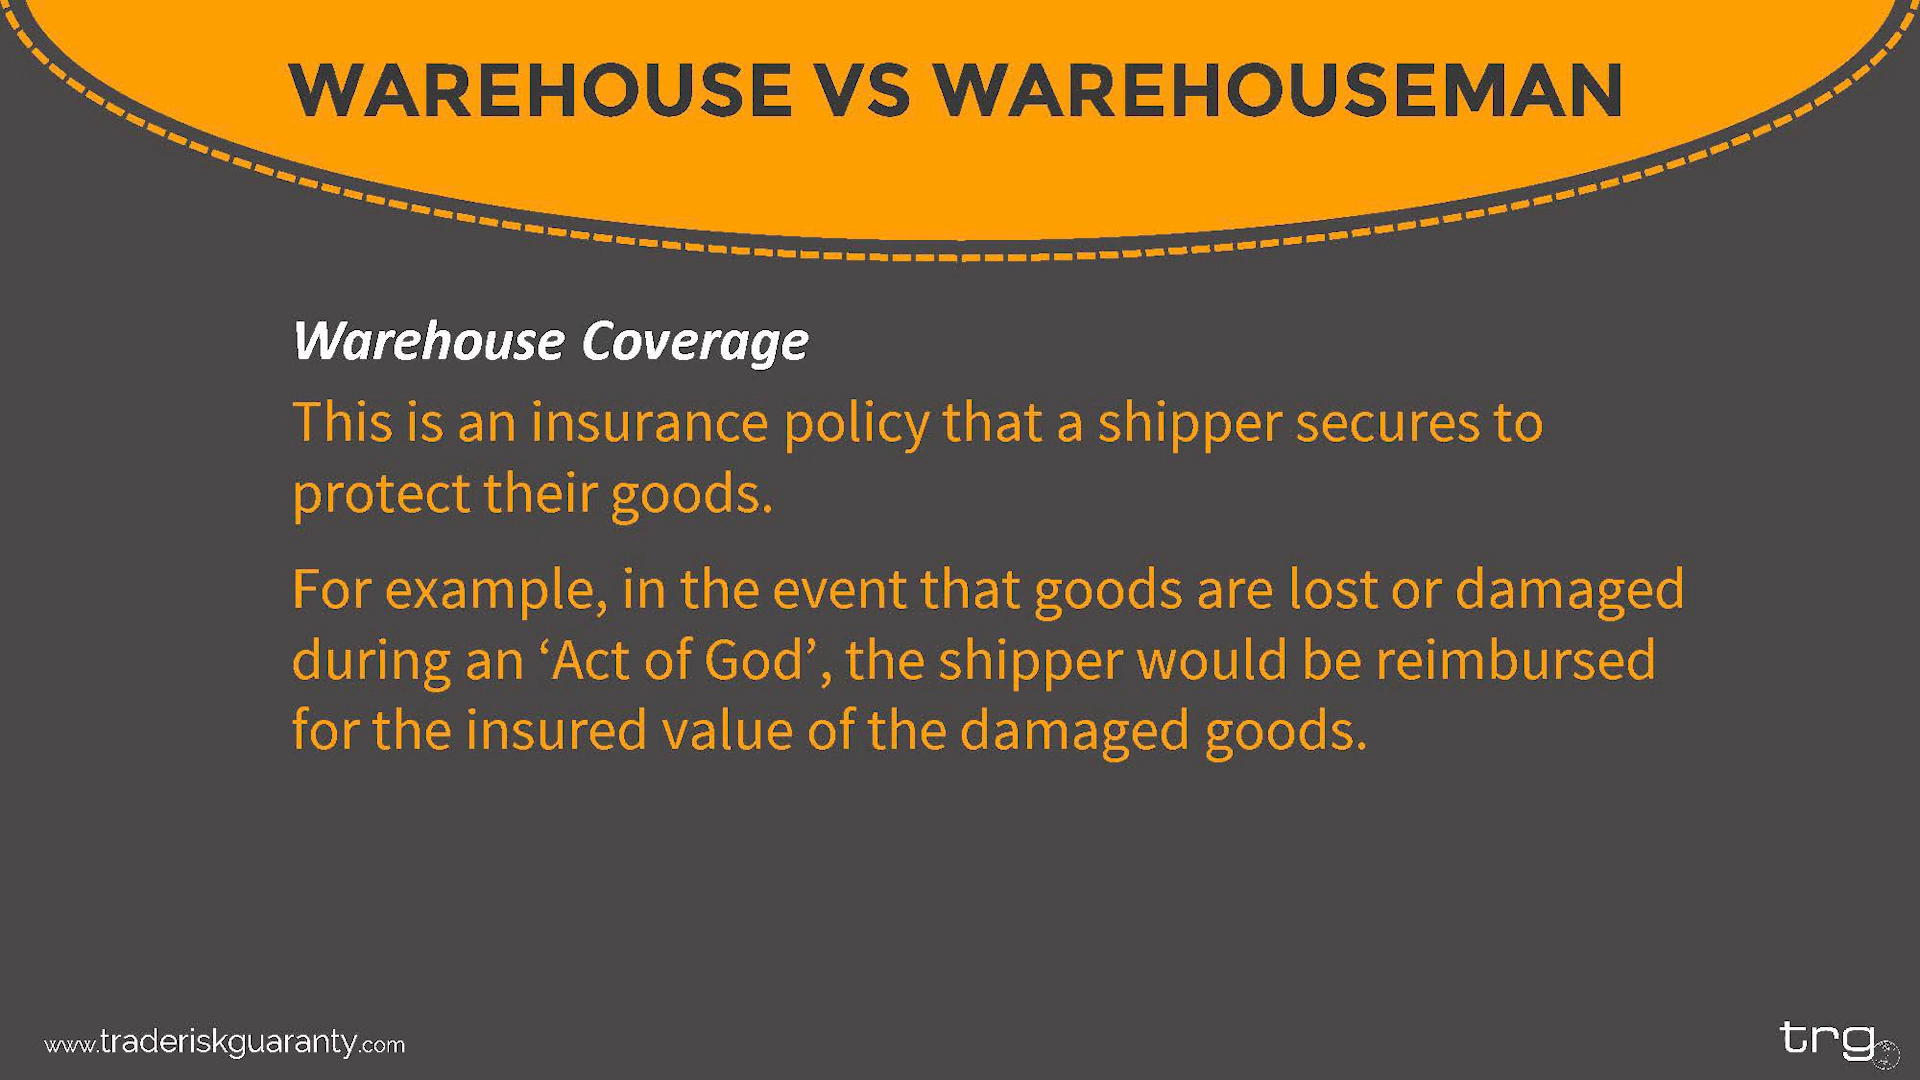 WAREHOUSE VS WAREHOUSEMAN
Warehouse Coverage
This is an insurance policy that a shipper secures to
protect their goods.
For example, in the event that goods are lost or damaged
during an ‘Act of God’, the shipper would be reimbursed
for the insured value of the damaged goods.
www.traderiskguaranty.com
trg